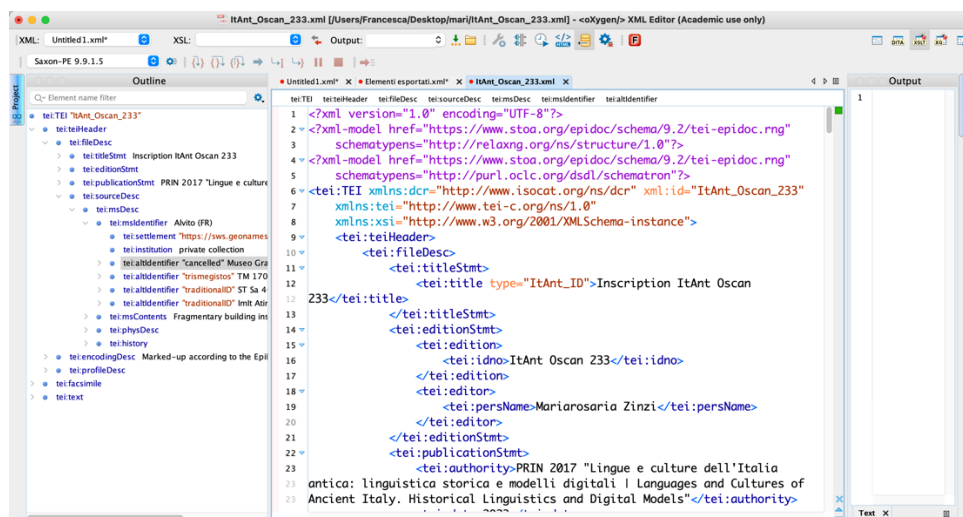 ItAnt_Oscan_233.xml [/Users/Francesca/Desktop/mari/ItAnt_Oscan_233.xml] - <oXygen/> XML Editor (Academic use only)
XML: Untitled1.xml* XSL: Output:
Saxon-PE 9.9.1.5
Project
Outline
Element name filter
tei:TEI "ItAnt_Oscan_233"
tei:teiHeader
tei:fileDesc
tei:titleStmt Inscription ItAnt Oscan 233
tei:editionStmt
tei:publicationStmt PRIN 2017 "Lingue e culture
tei:sourceDesc
tei:msDesc
tei:msIdentifier Alvito (FR)
tei:settlement "https://sws.geonames
tei:institution private collection
tei:altIdentifier "cancelled" Museo Gra
tei:altIdentifier "trismegistos" TM 170
tei:altIdentifier "traditionalID" ST Sa 4
tei:altIdentifier "traditionalID" ImIt Atir
tei:msContents Fragmentary building ins
tei:physDesc
tei:history
tei:encodingDesc Marked-up according to the Epi
tei:profileDesc
tei:facsimile
tei:text
Untitled1.xml* Elementi esportati.xml* ItAnt_Oscan_233.xml
tei:TEI tei:teiHeader tei:fileDesc tei:sourceDesc tei:msDesc tei:msIdentifier tei:altIdentifier
1 <?xml version="1.0" encoding="UTF-8"?>
2 <?xml-model href="https://www.stoa.org/epidoc/schema/9.2/tei-epidoc.rng"
3 schematypens="http://relaxng.org/ns/structure/1.0"?>
4 <?xml-model href="https://www.stoa.org/epidoc/schema/9.2/tei-epidoc.rng"
5 schematypens="http://purl.oclc.org/dsdl/schematron"?>
6 <tei:TEI xmlns:dcr="http://www.isocat.org/ns/dcr" xml:id="ItAnt_Oscan_233"
7 xmlns:tei="http://www.tei-c.org/ns/1.0"
8 xmlns:xsi="http://www.w3.org/2001/XMLSchema-instance">
9 <tei:teiHeader>
10 <tei:fileDesc>
11 <tei:titleStmt>
12 <tei:title type="ItAnt_ID">Inscription ItAnt Oscan
12 233</tei:title>
13 </tei:titleStmt>
14 <tei:editionStmt>
15 <tei:edition>
16 <tei:idno>ItAnt Oscan 233</tei:idno>
17 </tei:edition>
18 <tei:editor>
19 <tei:persName>Mariarosaria Zinzi</tei:persName>
20 </tei:editor>
21 </tei:editionStmt>
22 <tei:publicationStmt>
23 <tei:authority>PRIN 2017 "Lingue e culture dell'Italia
23 antica: linguistica storica e modelli digitali | Languages and Cultures of
23 Ancient Italy. Historical Linguistics and Digital Models"</tei:authority>
DITA XSLT XQ
Output
1
Text